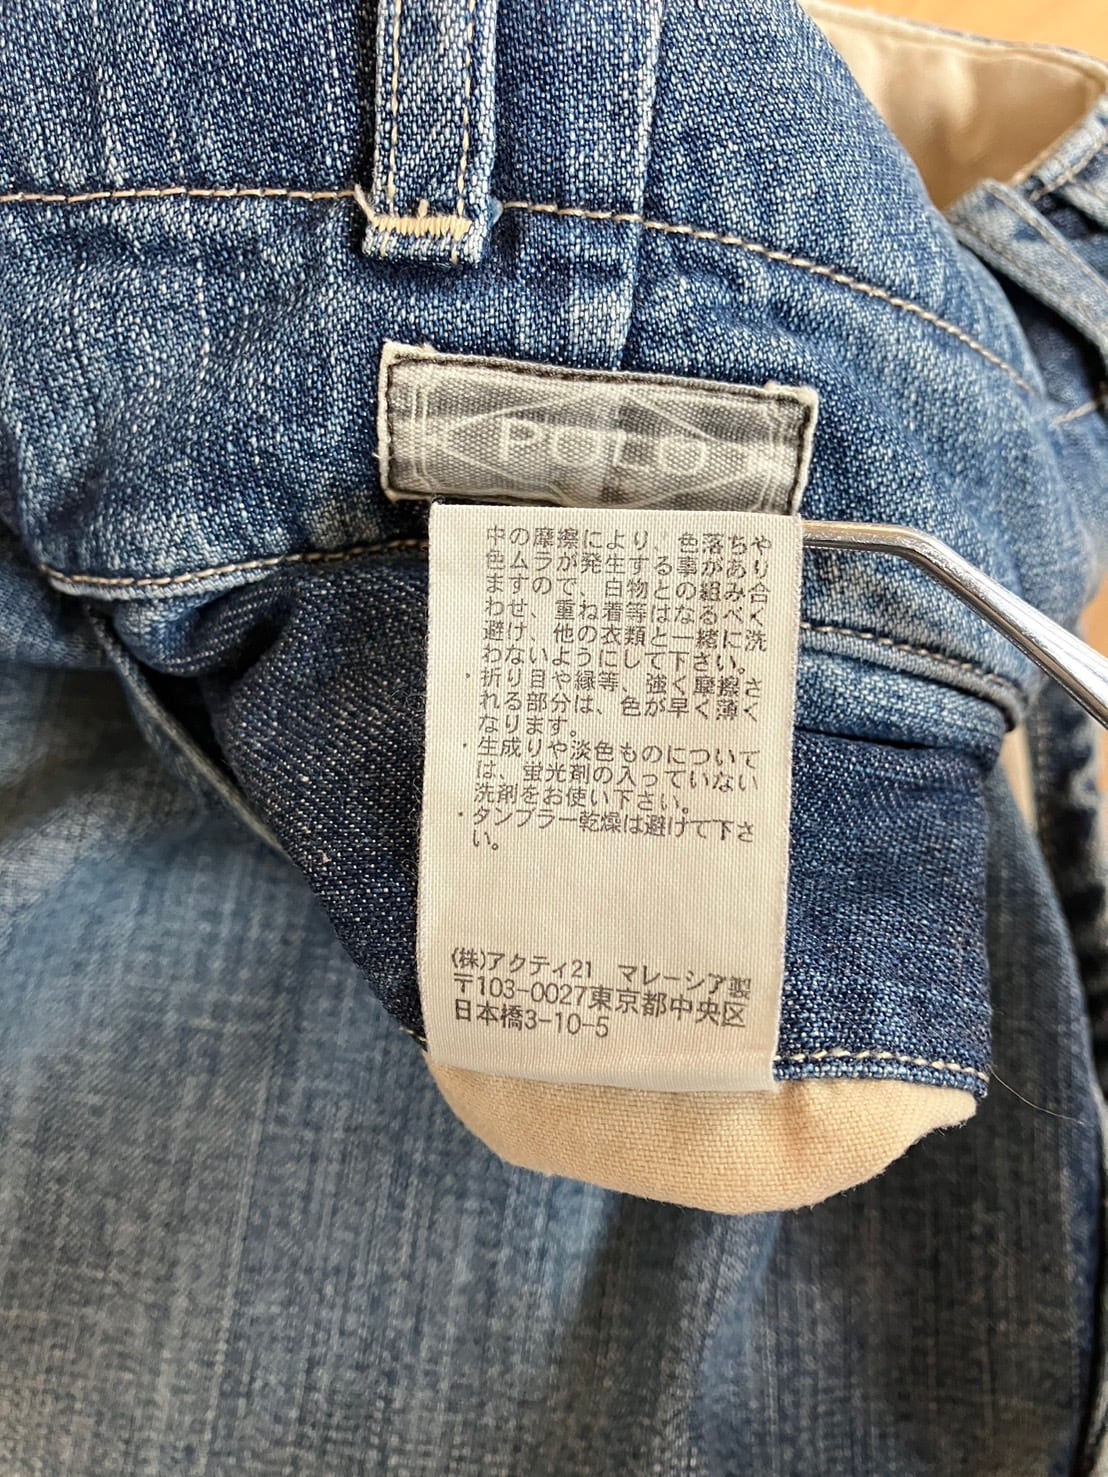 POLO
中の摩擦により、色落ちや
色ムラが発生する事があり
ますので、白物との組み合
わせ、重ね着等はなるべく
避け、他の衣類と一緒に洗
わないようにして下さい。
・折り目や縁等、強く摩擦さ
れる部分は、色が早く薄く
なります。
・生成りや淡色ものについて
は、蛍光剤の入っていない
洗剤をお使い下さい。
・タンブラー乾燥は避けて下さ
い。
(株)アクティ21 マレーシア製
〒103-0027東京都中央区
日本橋3-10-5